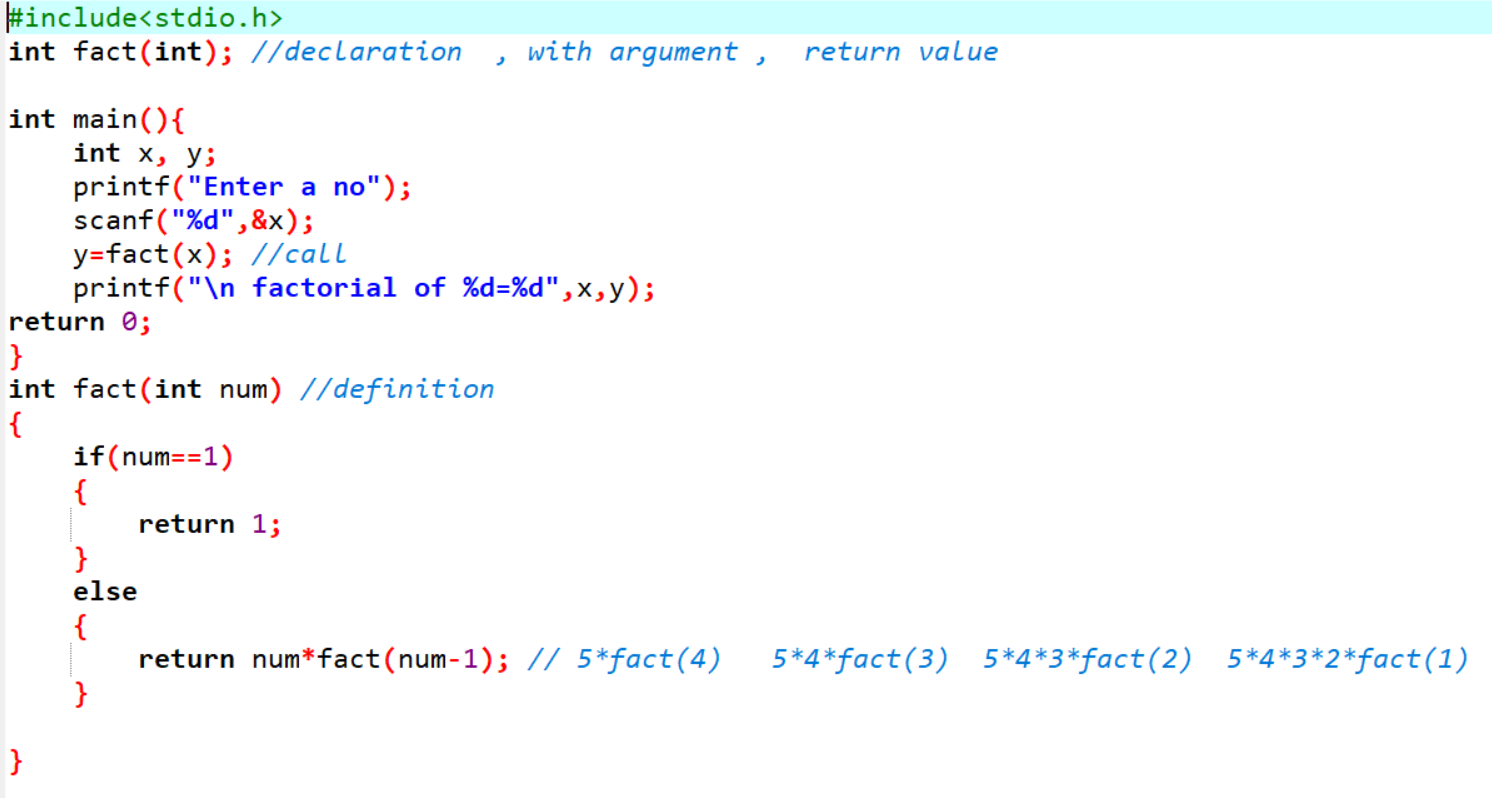 #include<stdio.h>
int fact(int); //declaration  , with argument ,  return value
int main(){
    int x, y;
    printf("Enter a no");
    scanf("%d",&x);
    y=fact(x); //call
    printf("\n factorial of %d=%d",x,y);
return 0;
}
int fact(int num) //definition
{
    if(num==1)
    {
        return 1;
    }
    else
    {
        return num*fact(num-1); // 5*fact(4)   5*4*fact(3)  5*4*3*fact(2)  5*4*3*2*fact(1)
    }
}